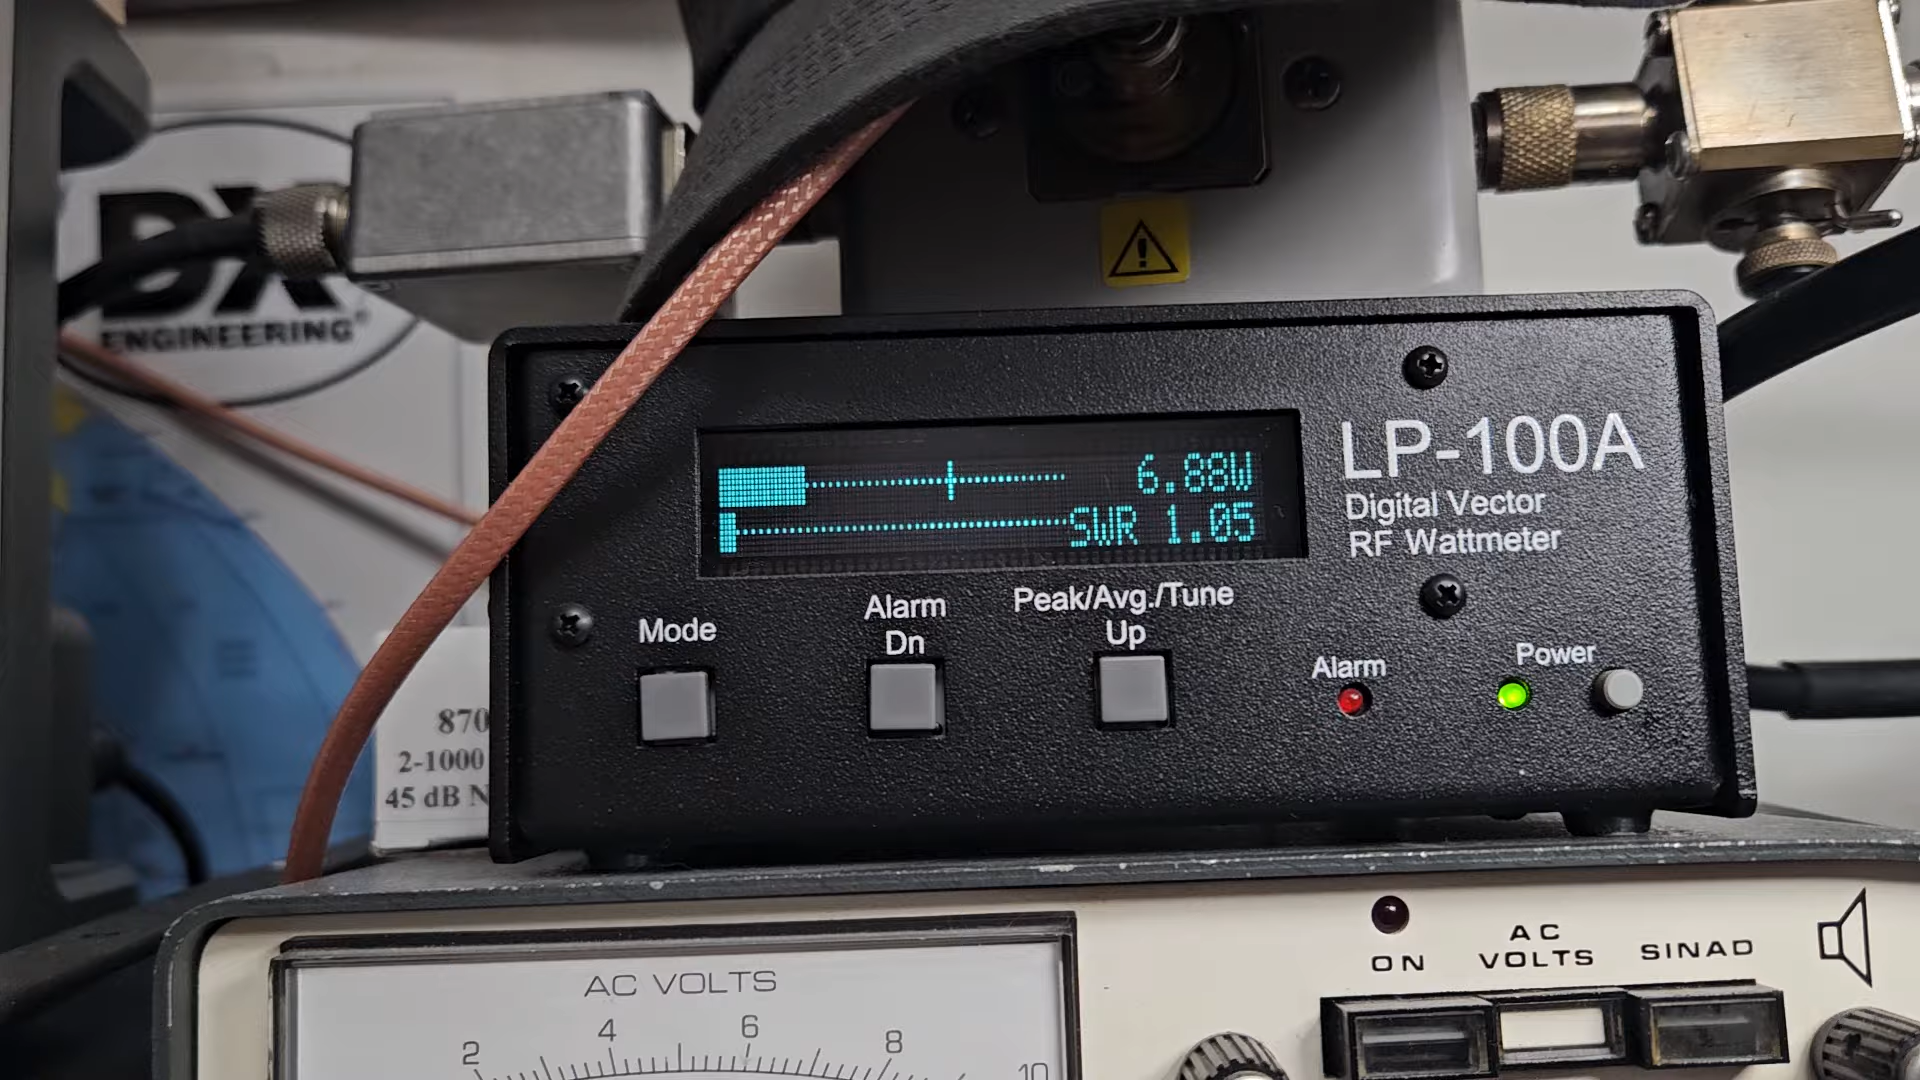 DX
ENGINEERING®
6.88W
SWR 1.05
LP-100A
Digital Vector
RF Wattmeter
Mode
Alarm
Dn
Peak/Avg./Tune
Up
Alarm
Power
870
2-1000
45 dB N
ON
AC
VOLTS
SINAD
AC VOLTS
2 4 6 8 10